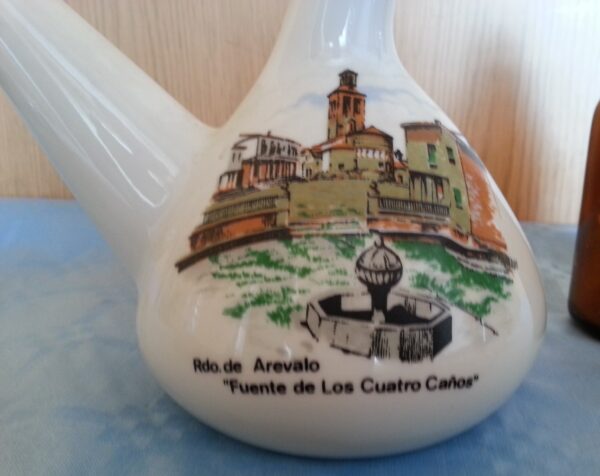 Rdo. de Arevalo
"Fuente de Los Cuatro Caños"